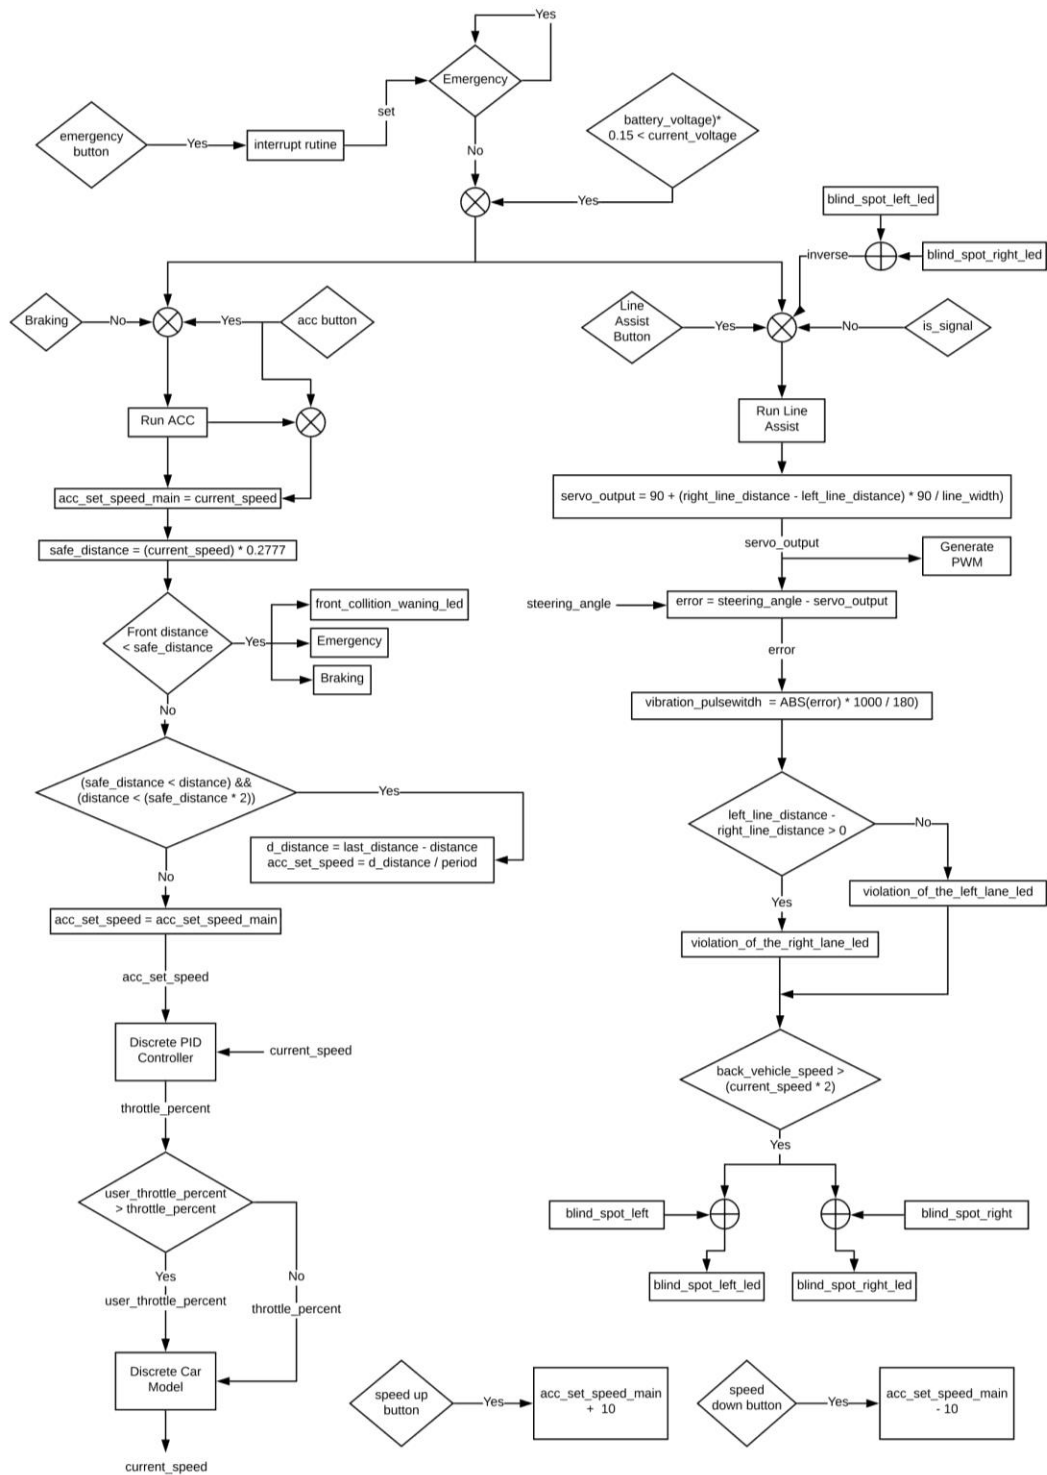 Yes
Emergency
set
emergency
button
Yes
interrupt rutine
No
battery_voltage)*
0.15 < current_voltage
Yes
blind_spot_left_led
inverse
blind_spot_right_led
Braking
No
Yes
acc button
Line
Assist
Button
Yes
No
is_signal
Run ACC
Run Line
Assist
acc_set_speed_main = current_speed
servo_output = 90 + (right_line_distance - left_line_distance) * 90 / line_width)
safe_distance = (current_speed) * 0.2777
servo_output
Generate
PWM
front_collition_waning_led
steering_angle
error = steering_angle - servo_output
Front distance
< safe_distance
Yes
Emergency
error
Braking
No
vibration_pulsewitdh = ABS(error) * 1000 / 180)
(safe_distance < distance) &&
(distance < (safe_distance * 2))
Yes
left_line_distance -
right_line_distance > 0
No
d_distance = last_distance - distance
acc_set_speed = d_distance / period
No
violation_of_the_left_lane_led
Yes
acc_set_speed = acc_set_speed_main
violation_of_the_right_lane_led
acc_set_speed
Discrete PID
Controller
current_speed
back_vehicle_speed >
(current_speed * 2)
throttle_percent
Yes
user_throttle_percent
> throttle_percent
blind_spot_left
blind_spot_right
Yes
No
blind_spot_left_led
blind_spot_right_led
user_throttle_percent
throttle_percent
Discrete Car
Model
speed up
button
Yes
acc_set_speed_main
+ 10
speed
down button
Yes
acc_set_speed_main
- 10
current_speed